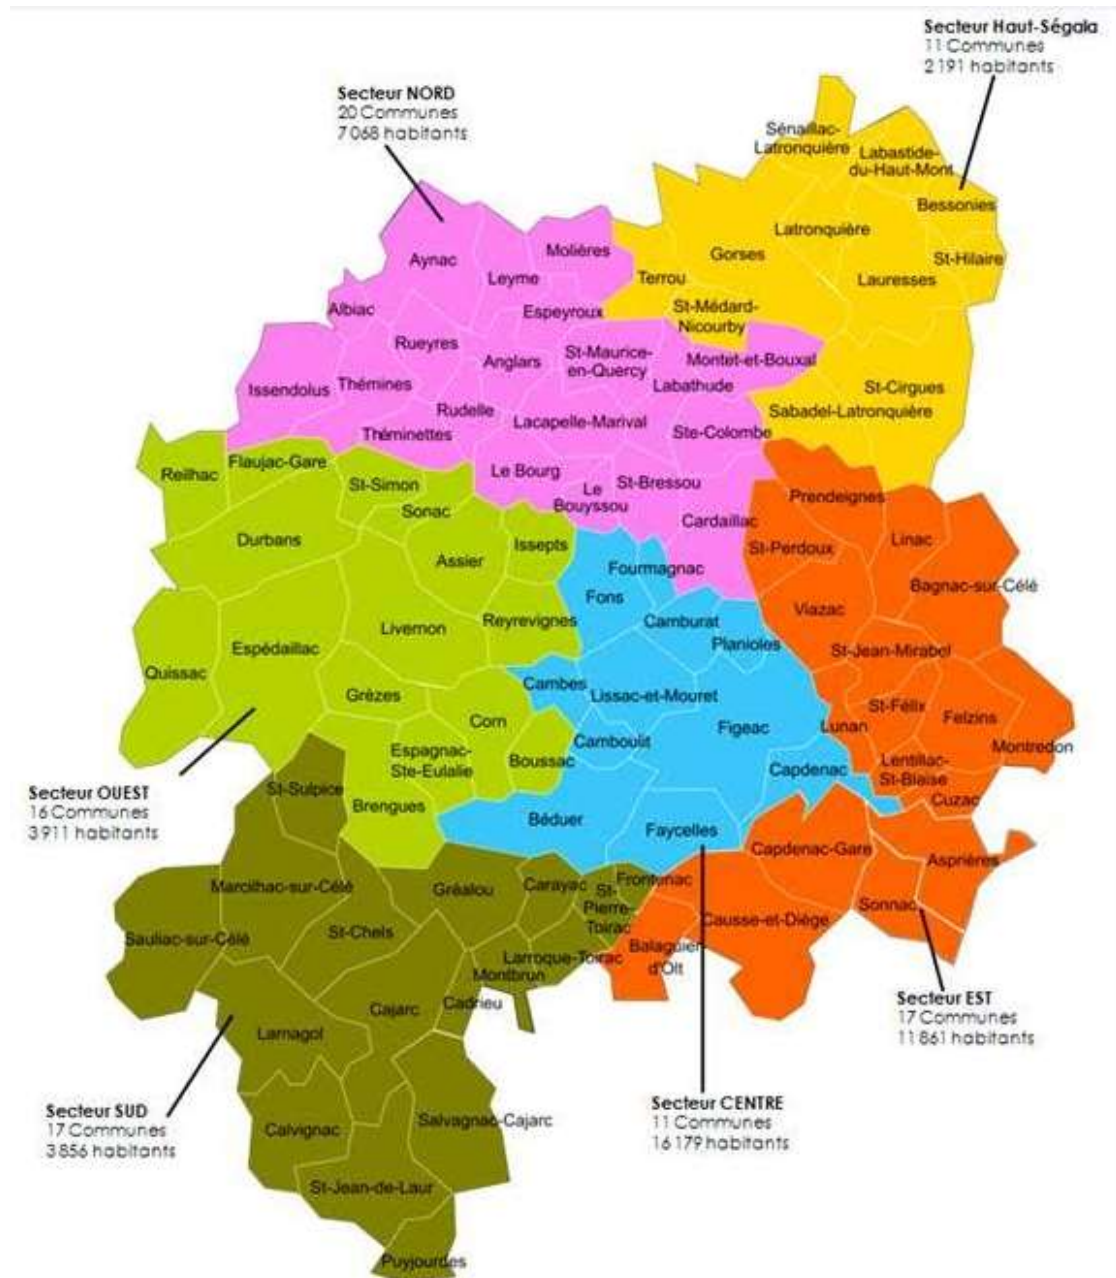 Secteur Haut-Ségala
11 Communes
2 191 habitants
Secteur NORD
20 Communes
7 068 habitants
Sénaillac-
Latronquière
Labastide-
du-Haut-Mont
Bessonies
Latronquière
Gorses
St-Hilaire
Lauresses
Terrou
St-Médard-
Nicourby
St-Cirgues
Sabadel-Latronquière
Molières
Aynac
Leyme
Albiac
Espeyroux
Rueyres
Anglars
St-Maurice-
en-Quercy
Montet-et-Bouxal
Labathude
Issendolus
Thémines
Rudelle
Lacapelle-Marival
Ste-Colombe
Théminettes
Le Bourg
St-Bressou
Le
Bouyssou
Cardaillac
Reilhac
Flaujac-Gare
St-Simon
Sonac
Durbans
Assier
Issepts
Livernon
Reyrevignes
Espédaillac
Quissac
Grèzes
Corn
Espagnac-
Ste-Eulalie
Boussac
Brengues
Fourmagnac
Fons
Camburat
Planioles
Cambes
Lissac-et-Mouret
Figeac
Camboulit
Capdenac
Béduer
Faycelles
Prendeignes
Linac
St-Perdoux
Bagnac-sur-Célé
Viazac
St-Jean-Mirabel
St-Félix
Felzins
Lunan
Montredon
Lentillac-
St-Blaise
Cuzac
Capdenac-Gare
Asprières
Sonnac
Causse-et-Diège
Balaguier-
d'Olt
Secteur OUEST
16 Communes
3 911 habitants
St-Sulpice
Marcilhac-sur-Célé
Gréalou
Carayac
Frontenac
St-
Pierre-
Toirac
Sauliac-sur-Célé
St-Chels
Larroque-Toirac
Montbrun
Cajarc
Cadrieu
Larnagol
Calvignac
Salvagnac-Cajarc
St-Jean-de-Laur
Puyjourdes
Secteur EST
17 Communes
11 861 habitants
Secteur SUD
17 Communes
3 856 habitants
Secteur CENTRE
11 Communes
16 179 habitants